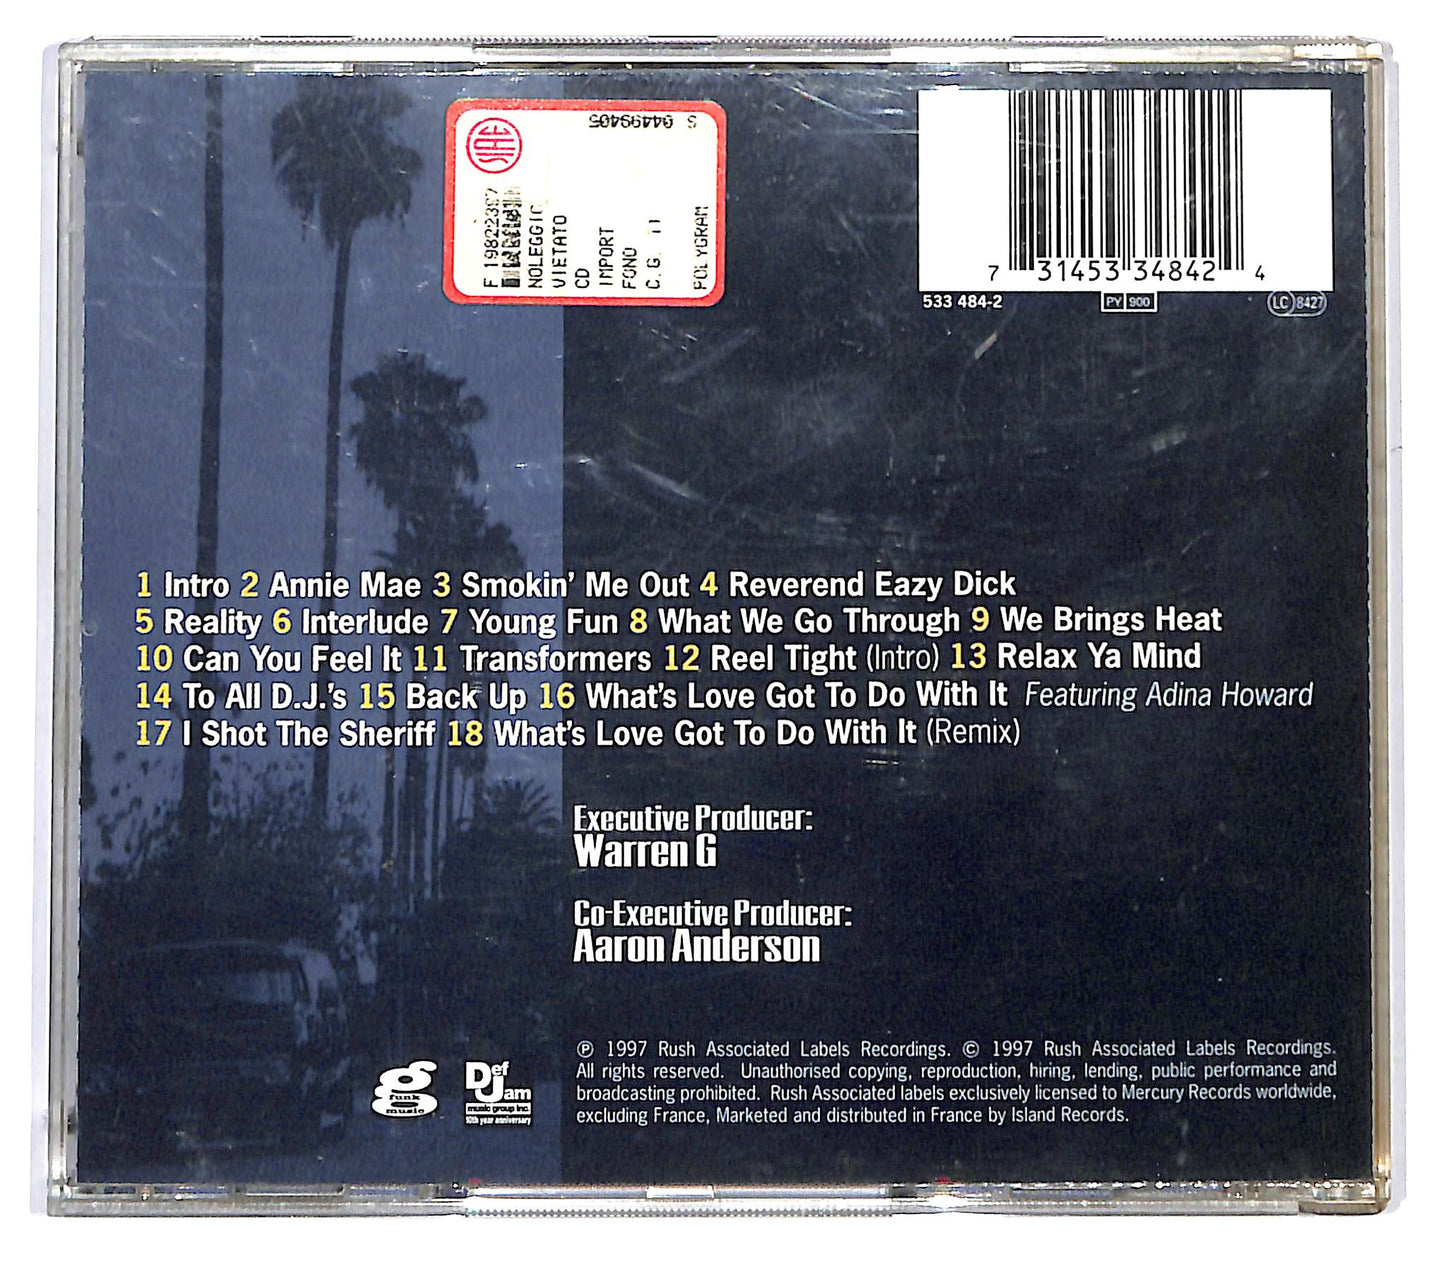 S 04499405
SIAE
F 19822397
NOLEGGIO
VIETATO
CD
IMPORT
FONO
C.G. 11
POLYGRAM
7 31453 34842 4
533 484-2 PY 900 LC 8427
1 Intro 2 Annie Mae 3 Smokin' Me Out 4 Reverend Eazy Dick
5 Reality 6 Interlude 7 Young Fun 8 What We Go Through 9 We Brings Heat
10 Can You Feel It 11 Transformers 12 Reel Tight (Intro) 13 Relax Ya Mind
14 To All D.J.'s 15 Back Up 16 What's Love Got To Do With It Featuring Adina Howard
17 I Shot The Sheriff 18 What's Love Got To Do With It (Remix)
Executive Producer:
Warren G
Co-Executive Producer:
Aaron Anderson
g
funk
music
Def
Jam
music group inc.
10th year anniversary
℗ 1997 Rush Associated Labels Recordings. © 1997 Rush Associated Labels Recordings.
All rights reserved. Unauthorised copying, reproduction, hiring, lending, public performance and
broadcasting prohibited. Rush Associated labels exclusively licensed to Mercury Records worldwide,
excluding France, Marketed and distributed in France by Island Records.